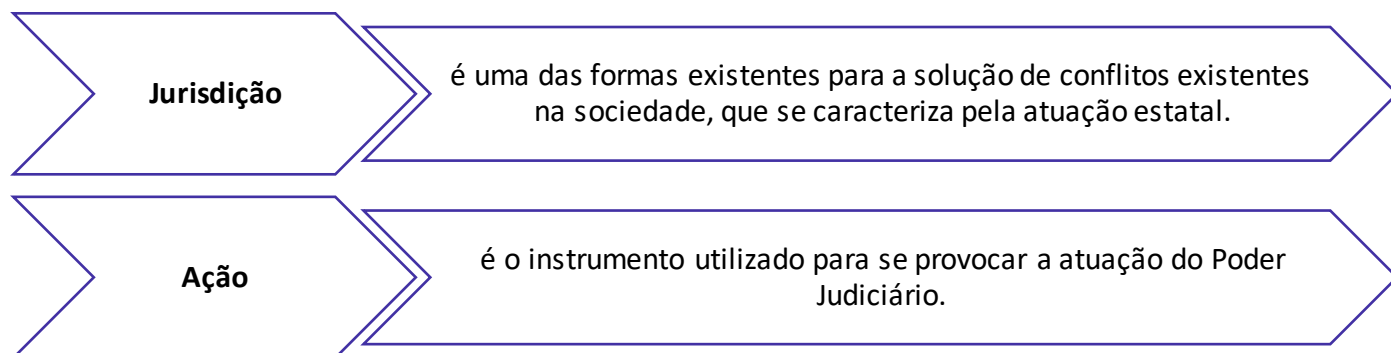 Jurisdição
é uma das formas existentes para a solução de conflitos existentes
na sociedade, que se caracteriza pela atuação estatal.
Ação
é o instrumento utilizado para se provocar a atuação do Poder
Judiciário.